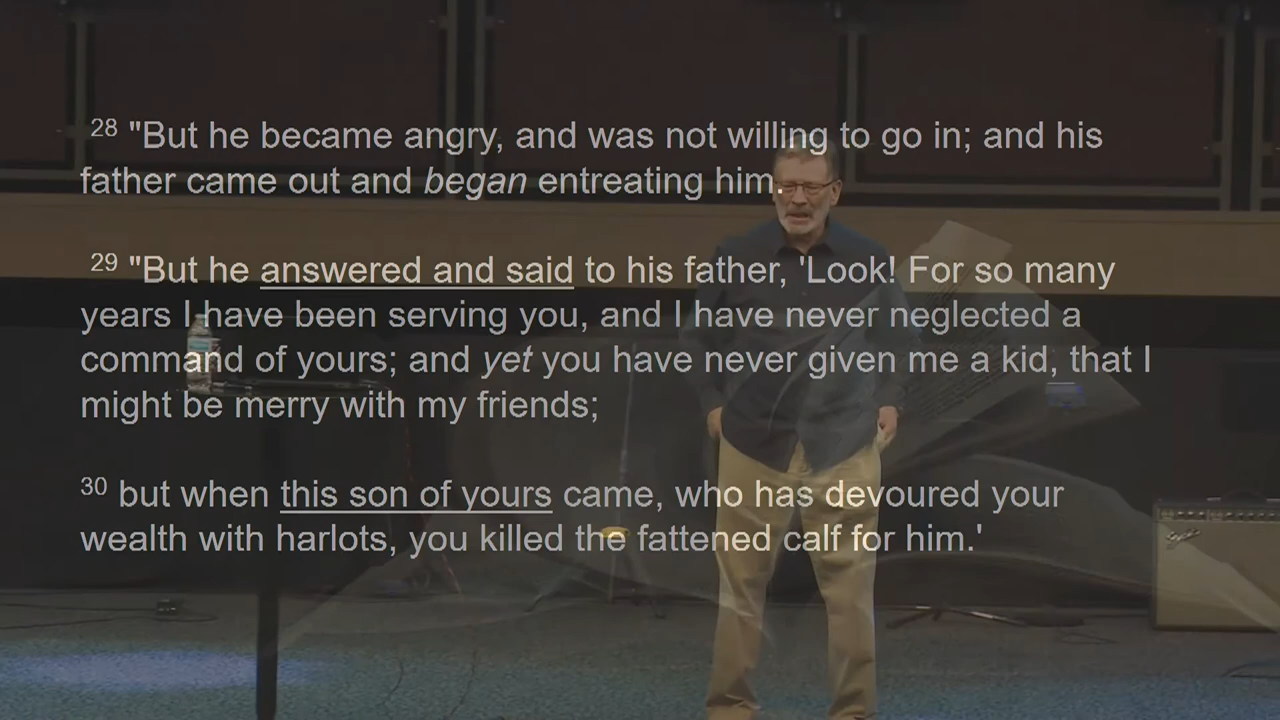 28 "But he became angry, and was not willing to go in; and his
father came out and began entreating him.
29 "But he answered and said to his father, 'Look! For so many
years I have been serving you, and I have never neglected a
command of yours; and yet you have never given me a kid, that I
might be merry with my friends;
30 but when this son of yours came, who has devoured your
wealth with harlots, you killed the fattened calf for him.'